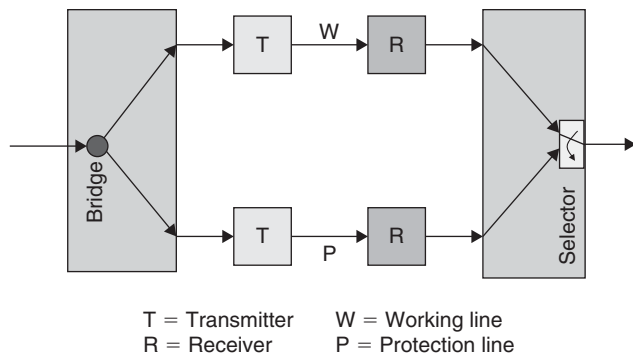 W
T
R
Bridge
Selector
T
R
P
T = Transmitter
W = Working line
R = Receiver
P = Protection line